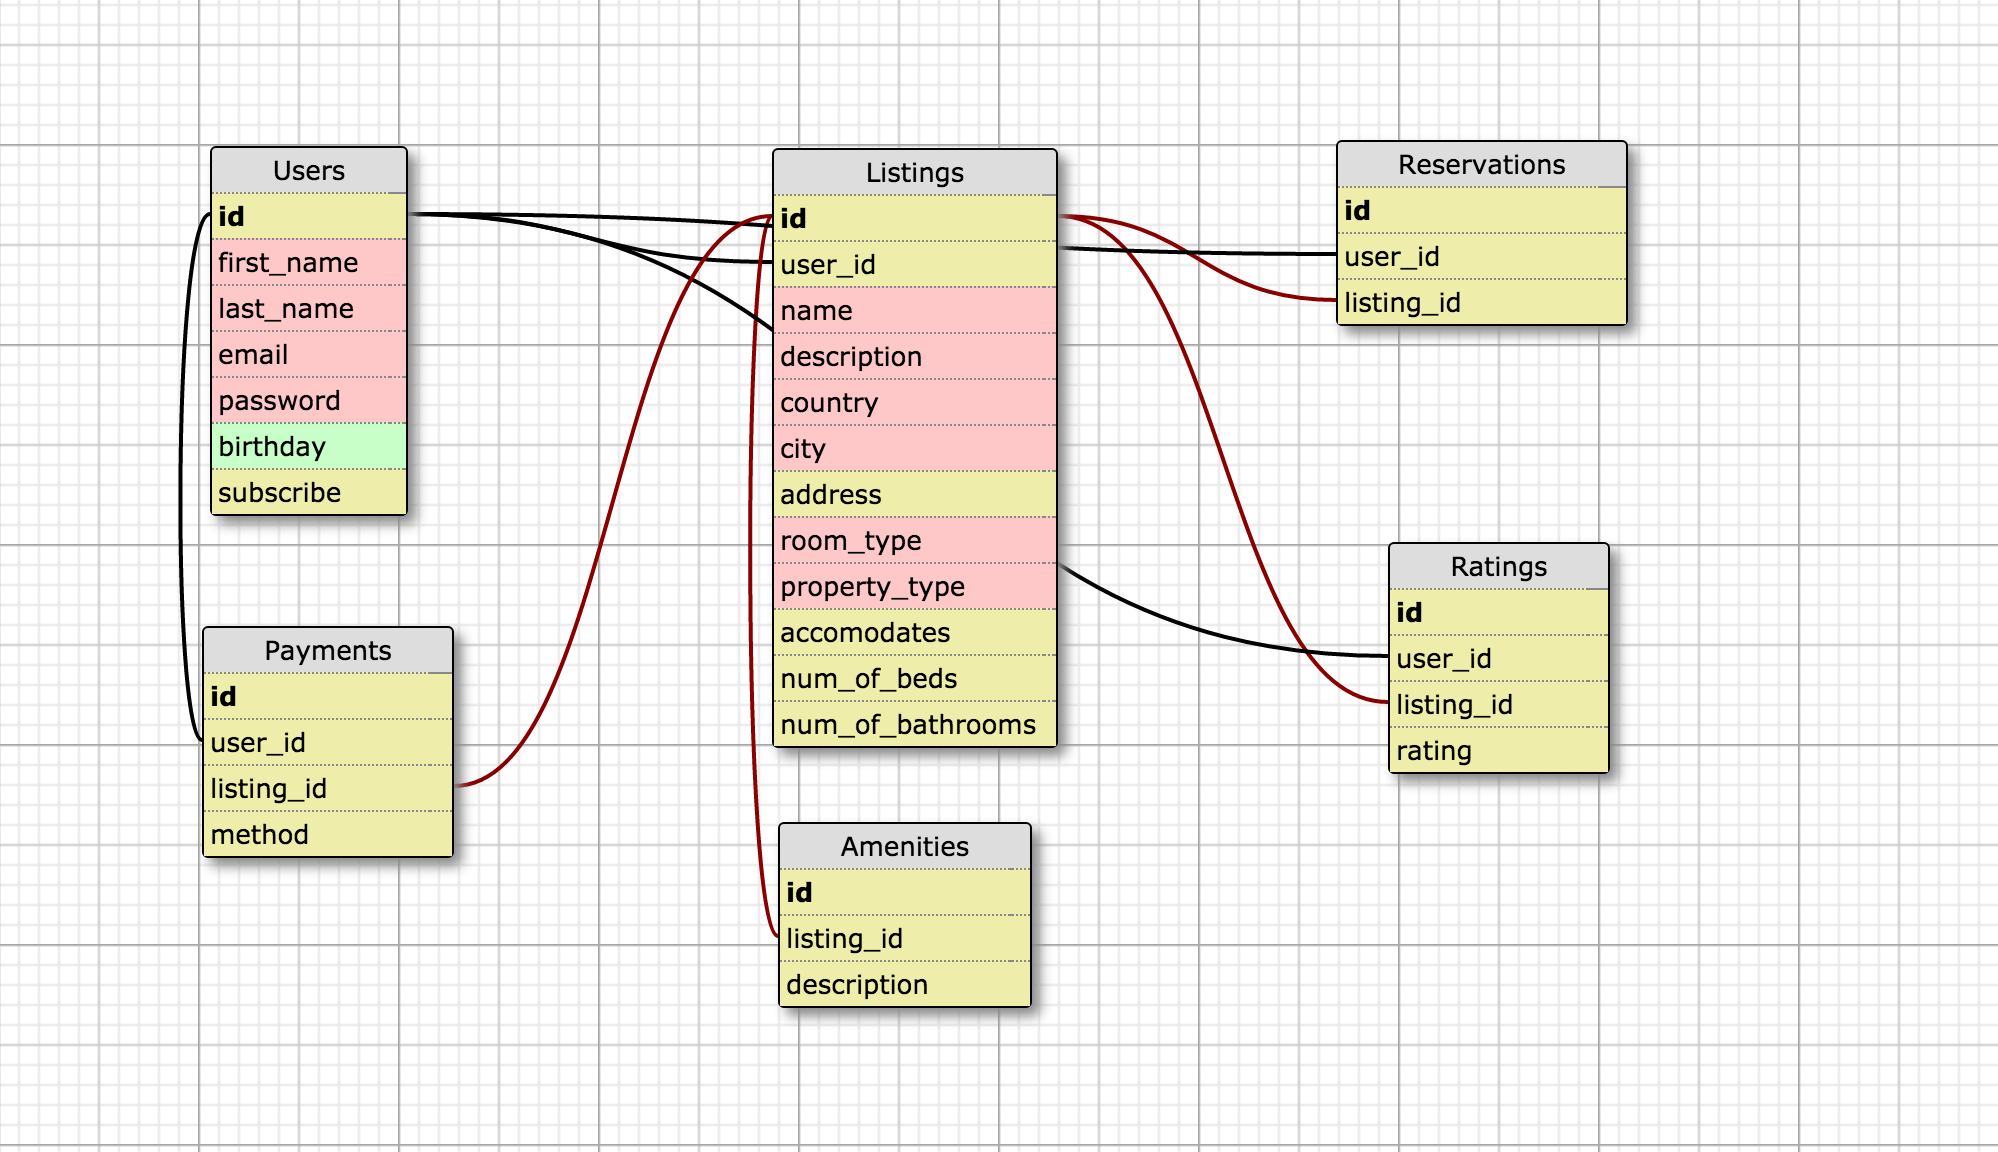 Users
id
first_name
last_name
email
password
birthday
subscribe
Payments
id
user_id
listing_id
method
Listings
id
user_id
name
description
country
city
address
room_type
property_type
accomodates
num_of_beds
num_of_bathrooms
Amenities
id
listing_id
description
Reservations
id
user_id
listing_id
Ratings
id
user_id
listing_id
rating